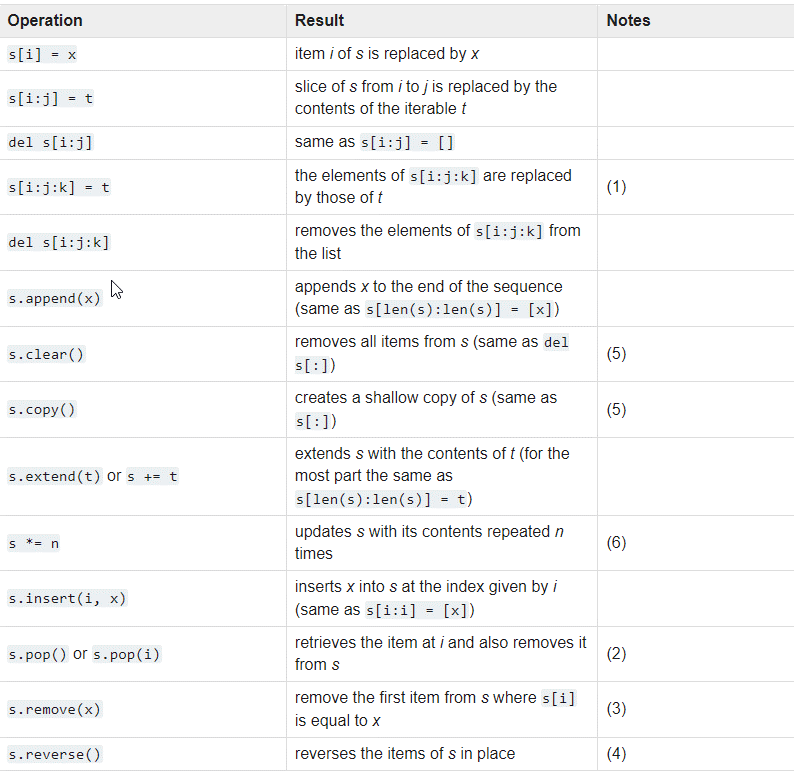 Operation Result Notes
s[i] = x item i of s is replaced by x
slice of s from i to j is replaced by the
s[i:j] = t
contents of the iterable t
del s[i:j] same as s[i:j] = []
the elements of s[i:j:k] are replaced
s[i:j:k] = t (1)
by those of t
removes the elements of s[i:j:k] from
del s[i:j:k]
the list
appends x to the end of the sequence
s.append(x)
(same as s[len(s):len(s)] = [x])
removes all items from s (same as del
s.clear() (5)
s[:])
creates a shallow copy of s (same as
s.copy() (5)
s[:])
extends s with the contents of t (for the
s.extend(t) or s += t most part the same as
s[len(s):len(s)] = t)
updates s with its contents repeated n
s *= n (6)
times
inserts x into s at the index given by i
s.insert(i, x)
(same as s[i:i] = [x])
retrieves the item at i and also removes it
s.pop() or s.pop(i) (2)
from s
remove the first item from s where s[i]
s.remove(x) (3)
is equal to x
s.reverse() reverses the items of s in place (4)